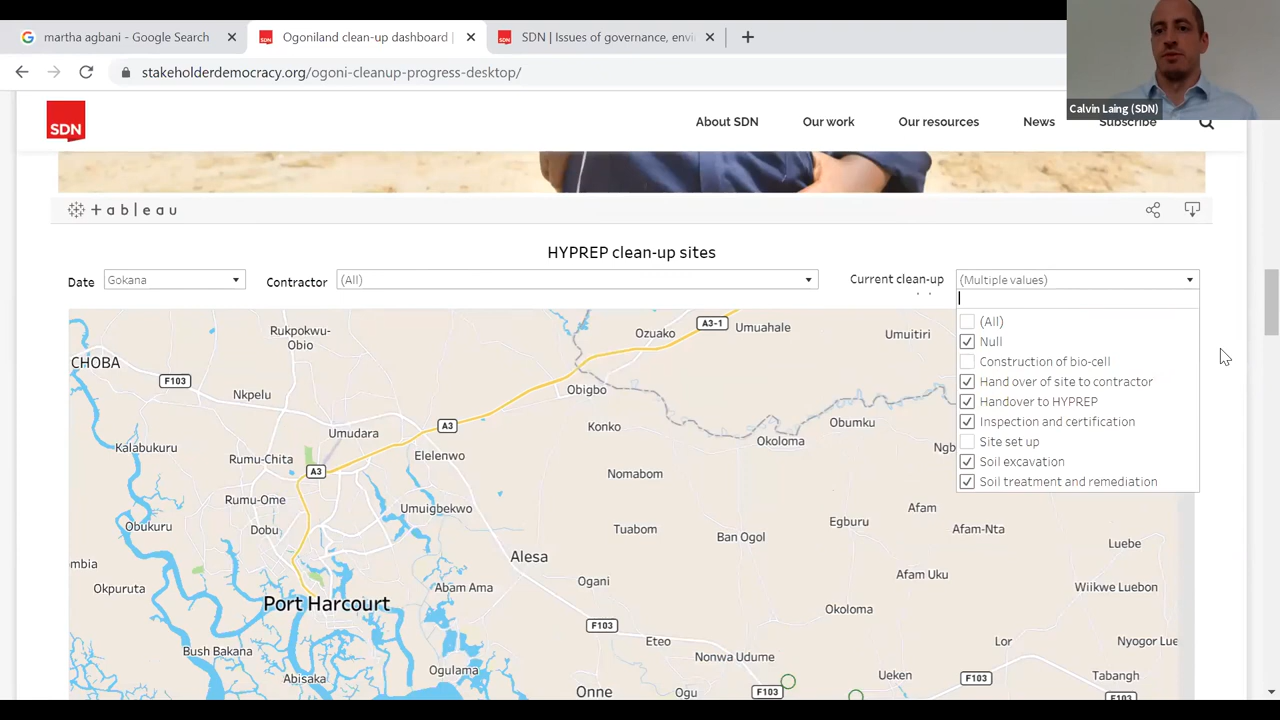 martha agbani - Google Search
Ogoniland clean-up dashboard |
SDN | Issues of governance, envi
stakeholderdemocracy.org/ogoni-cleanup-progress-desktop/
Calvin Laing (SDN)
SDN
About SDN
Our work
Our resources
News
Subscribe
+ableau
HYPREP clean-up sites
Date
Gokana
Contractor
(All)
Current clean-up
(Multiple values)
(All)
Null
Construction of bio-cell
Hand over of site to contractor
Handover to HYPREP
Inspection and certification
Site set up
Soil excavation
Soil treatment and remediation
Rukpokwu-
Obio
Ozuako
A3-1
Umuahale
Umuitiri
CHOBA
F103
Nkpelu
Obigbo
Konko
Obumku
Umudara
A3
Okoloma
Ngb
Kalabukuru
Rumu-Chita
Elelenwo
A3
Nomabom
Rumu-Ome
Umuigbekwo
Afam
Obukuru
Dobu
Tuabom
Ban Ogol
Egburu
Afam-Nta
Luebe
Alesa
mbia
Okpuruta
Abam Ama
Ogani
Afam Uku
Wiikwe Luebon
Port Harcourt
F103
Okoloma
Bush Bakana
Eteo
Lor
Nyogor Lue
Nonwa Udume
Abisaka
Ogulama
Ueken
F103
Tabangh
Onne
Ogu
F103
F103